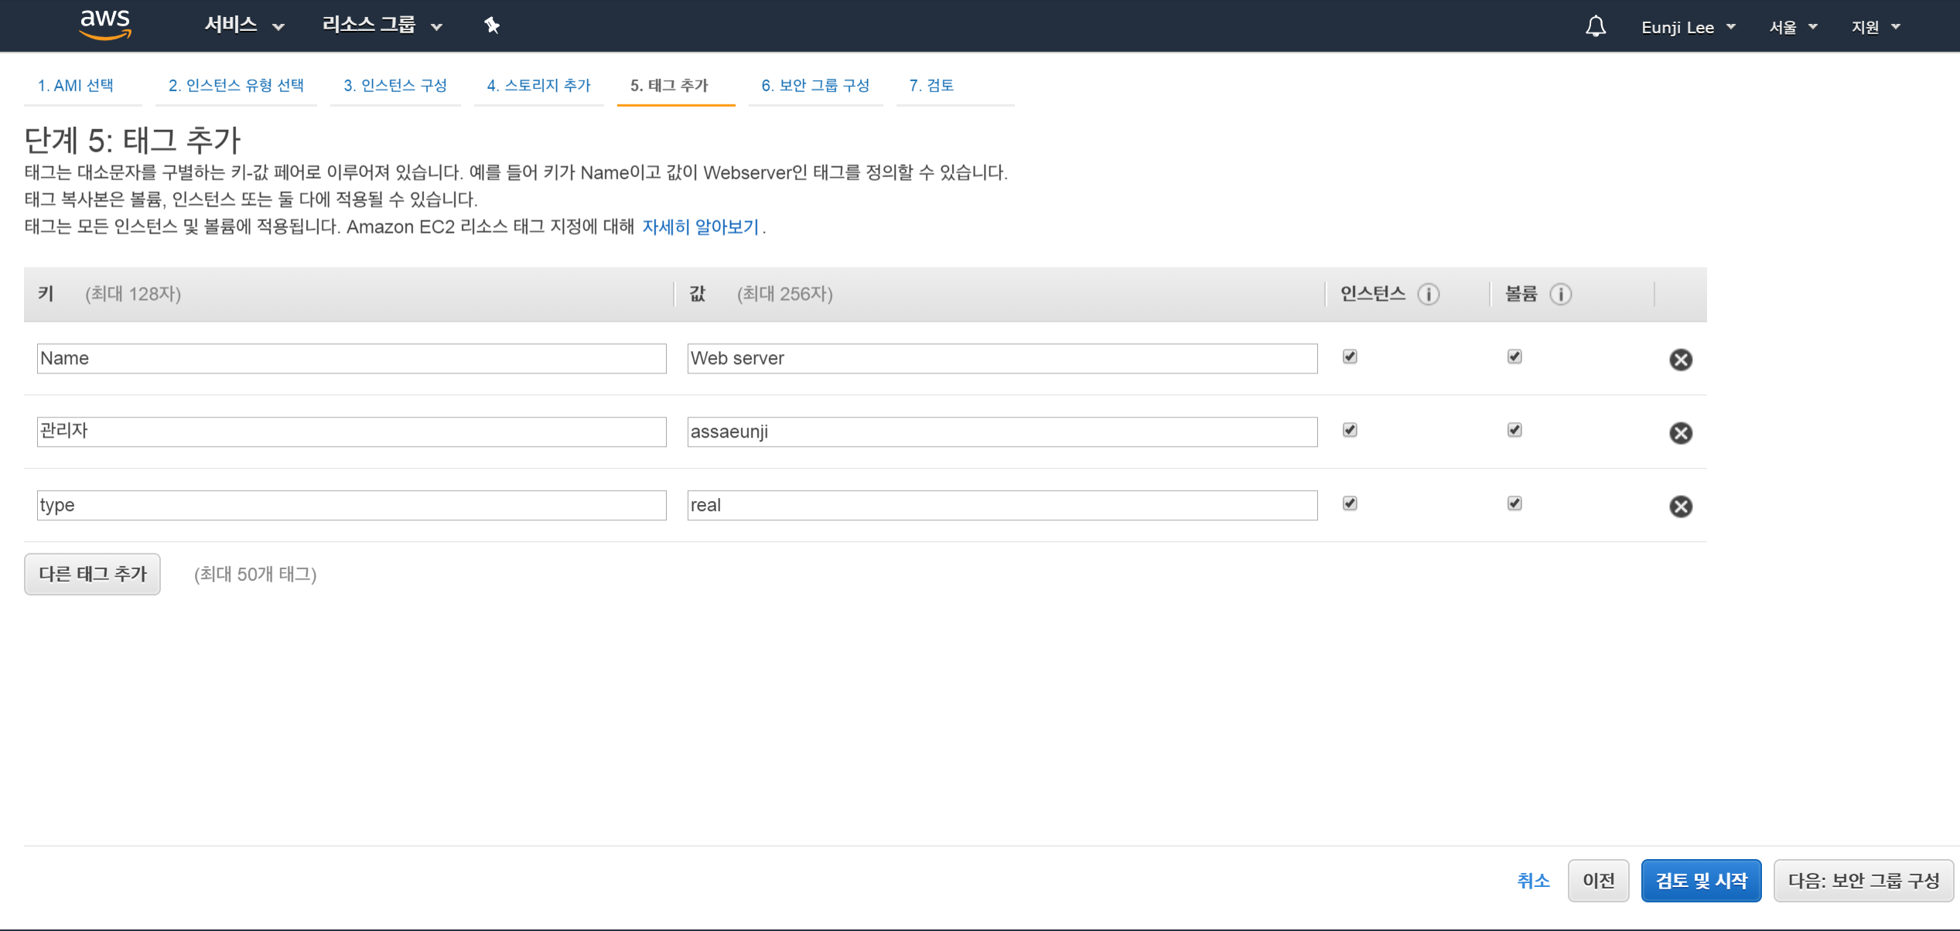 aws 서비스 리소스 그룹 Eunji Lee 서울 지원
1. AMI 선택 2. 인스턴스 유형 선택 3. 인스턴스 구성 4. 스토리지 추가 5. 태그 추가 6. 보안 그룹 구성 7. 검토
단계 5: 태그 추가
태그는 대소문자를 구별하는 키-값 페어로 이루어져 있습니다. 예를 들어 키가 Name이고 값이 Webserver인 태그를 정의할 수 있습니다.
태그 복사본은 볼륨, 인스턴스 또는 둘 다에 적용될 수 있습니다.
태그는 모든 인스턴스 및 볼륨에 적용됩니다. Amazon EC2 리소스 태그 지정에 대해 자세히 알아보기.
키 (최대 128자) 값 (최대 256자) 인스턴스 i 볼륨 i
Name Web server
관리자 assaeunji
type real
다른 태그 추가 (최대 50개 태그)
취소 이전 검토 및 시작 다음: 보안 그룹 구성